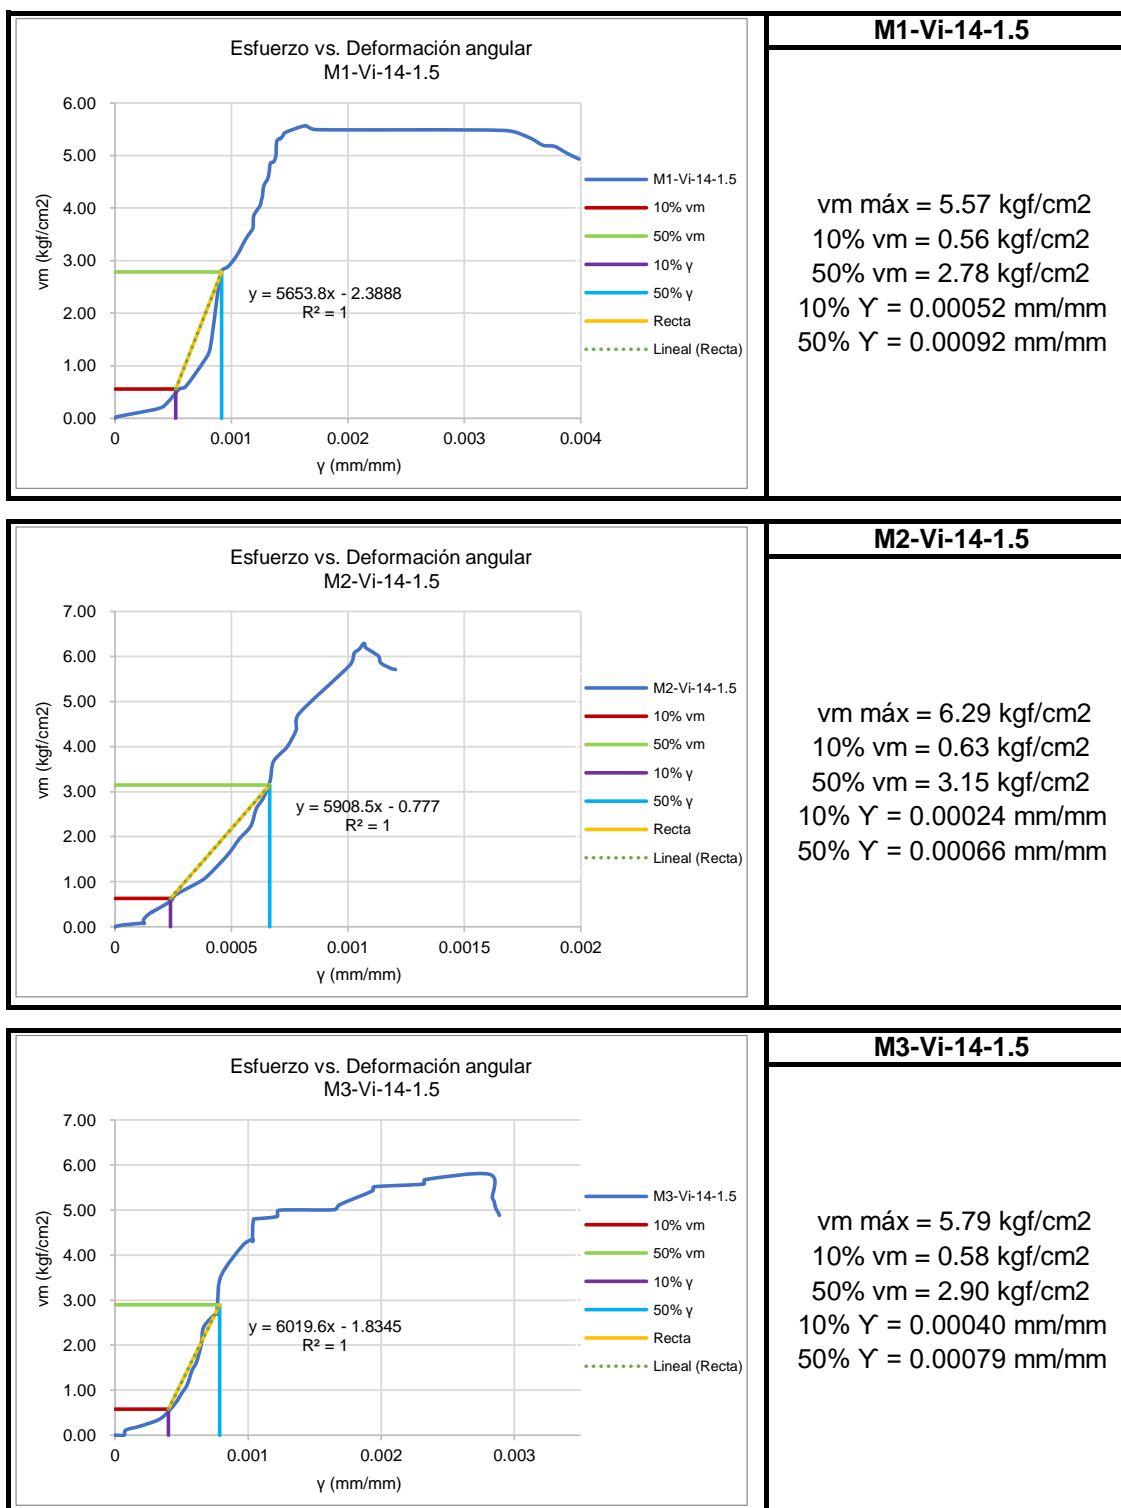 M1-Vi-14-1.5
Esfuerzo vs. Deformación angular
M1-Vi-14-1.5
6.00
5.00
4.00
3.00
2.00
1.00
0.00
vm (kgf/cm2)
0 0.001 0.002 0.003 0.004
γ (mm/mm)
y = 5653.8x - 2.3888
R² = 1
M1-Vi-14-1.5
10% vm
50% vm
10% γ
50% γ
Recta
Lineal (Recta)
vm máx = 5.57 kgf/cm2
10% vm = 0.56 kgf/cm2
50% vm = 2.78 kgf/cm2
10% ϒ = 0.00052 mm/mm
50% ϒ = 0.00092 mm/mm
M2-Vi-14-1.5
Esfuerzo vs. Deformación angular
M2-Vi-14-1.5
7.00
6.00
5.00
4.00
3.00
2.00
1.00
0.00
vm (kgf/cm2)
0 0.0005 0.001 0.0015 0.002
γ (mm/mm)
y = 5908.5x - 0.777
R² = 1
M2-Vi-14-1.5
10% vm
50% vm
10% γ
50% γ
Recta
Lineal (Recta)
vm máx = 6.29 kgf/cm2
10% vm = 0.63 kgf/cm2
50% vm = 3.15 kgf/cm2
10% ϒ = 0.00024 mm/mm
50% ϒ = 0.00066 mm/mm
M3-Vi-14-1.5
Esfuerzo vs. Deformación angular
M3-Vi-14-1.5
7.00
6.00
5.00
4.00
3.00
2.00
1.00
0.00
vm (kgf/cm2)
0 0.001 0.002 0.003
γ (mm/mm)
y = 6019.6x - 1.8345
R² = 1
M3-Vi-14-1.5
10% vm
50% vm
10% γ
50% γ
Recta
Lineal (Recta)
vm máx = 5.79 kgf/cm2
10% vm = 0.58 kgf/cm2
50% vm = 2.90 kgf/cm2
10% ϒ = 0.00040 mm/mm
50% ϒ = 0.00079 mm/mm